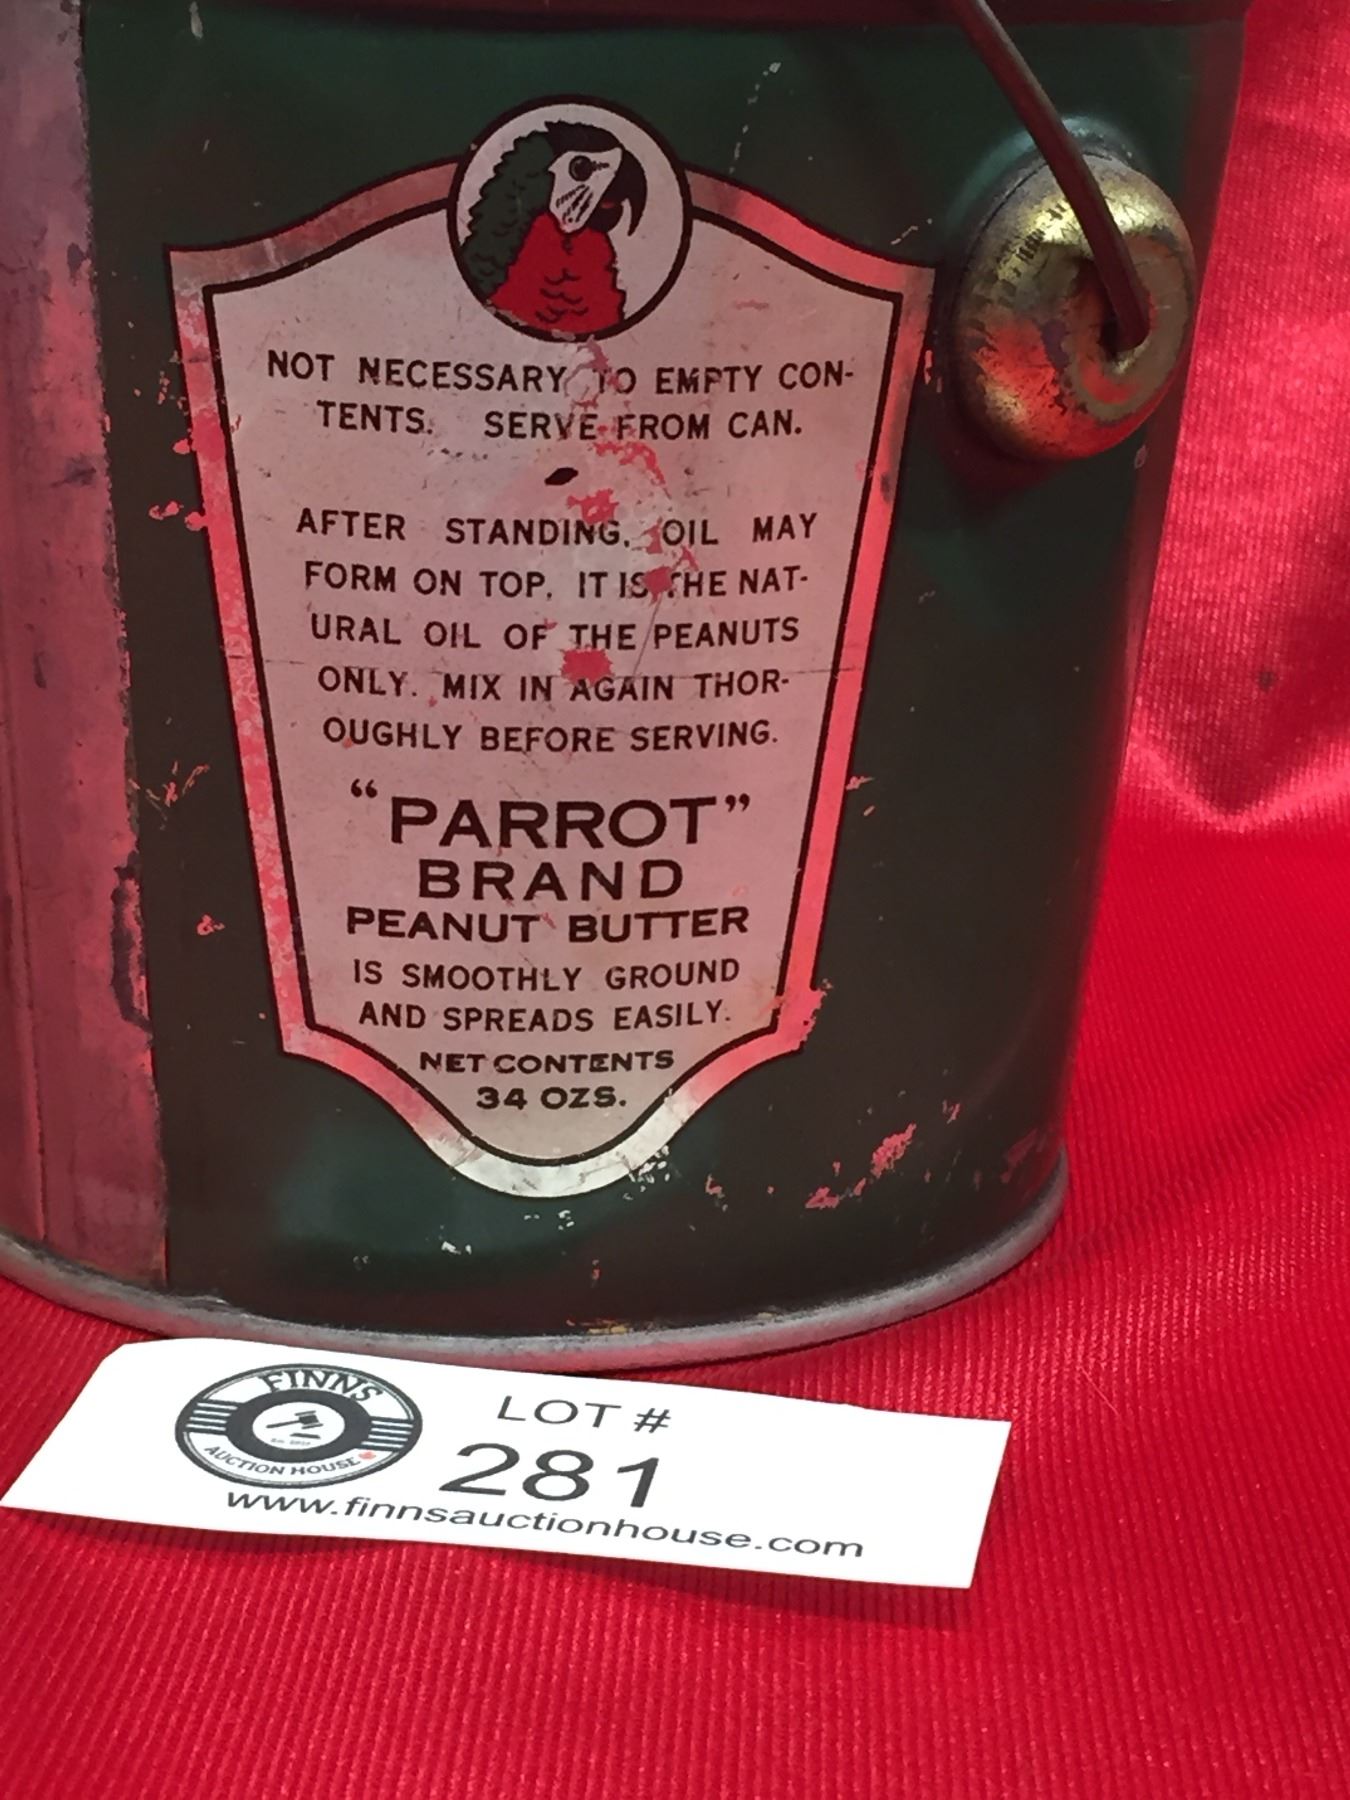 NOT NECESSARY TO EMPTY CON-
TENTS. SERVE FROM CAN.
AFTER STANDING, OIL MAY
FORM ON TOP, IT IS THE NAT-
URAL OIL OF THE PEANUTS
ONLY. MIX IN AGAIN THOR-
OUGHLY BEFORE SERVING.
“PARROT”
BRAND
PEANUT BUTTER
IS SMOOTHLY GROUND
AND SPREADS EASILY.
NET CONTENTS
34 OZS.
FINNS
AUCTION HOUSE
LOT #
281
www.finnsauctionhouse.com